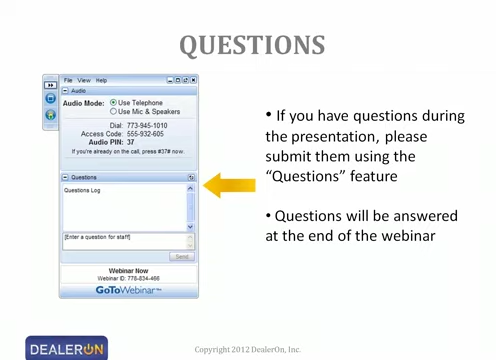 QUESTIONS
File View Help
Audio
Audio Mode: Use Telephone
Use Mic & Speakers
Dial: 773-945-1010
Access Code: 555-932-605
Audio PIN: 37
If you're already on the call, press #37# now.
Questions
Questions Log
[Enter a question for staff]
Send
Webinar Now
Webinar ID: 778-834-466
GoToWebinar™
• If you have questions during
the presentation, please
submit them using the
“Questions” feature
• Questions will be answered
at the end of the webinar
DEALERON
Copyright 2012 DealerOn, Inc.